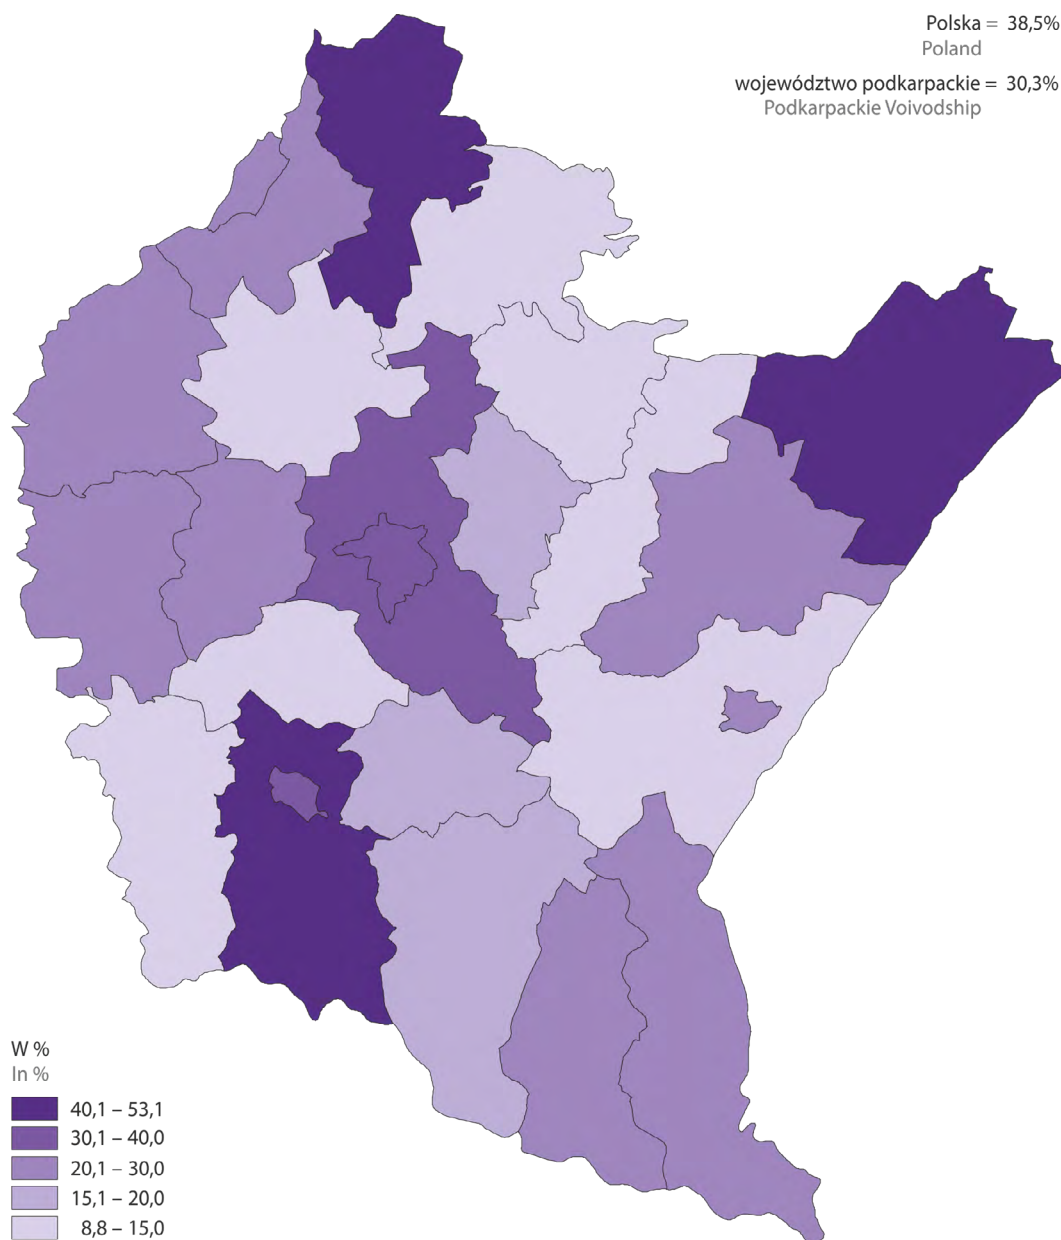 Polska = 38,5%
Poland
województwo podkarpackie = 30,3%
Podkarpackie Voivodship
W %
In %
40,1 – 53,1
30,1 – 40,0
20,1 – 30,0
15,1 – 20,0
8,8 – 15,0